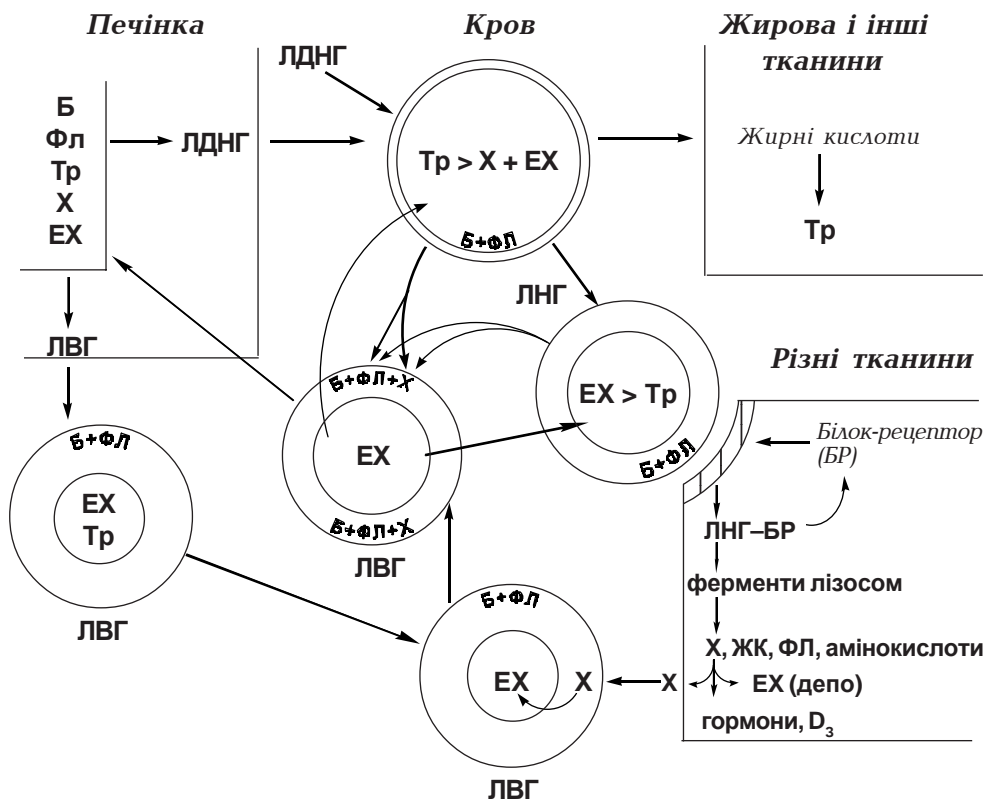 Печінка
Кров
Жирова і інші
тканини
ЛДНГ
Б
Фл
Тр
Х
ЕХ
ЛДНГ
Тр > Х + ЕХ
Б+ФЛ
Жирні кислоти
Тр
ЛНГ
ЛВГ
Б+ФЛ+Х
ЕХ
Б+ФЛ+Х
ЛВГ
ЕХ > Тр
Б+ФЛ
Різні тканини
Білок-рецептор
(БР)
ЛНГ–БР
ферменти лізосом
Х, ЖК, ФЛ, амінокислоти
Х
ЕХ (депо)
гормони, D3
Б+ФЛ
ЕХ
Тр
ЛВГ
Б+ФЛ
ЕХ
Х
ЛВГ